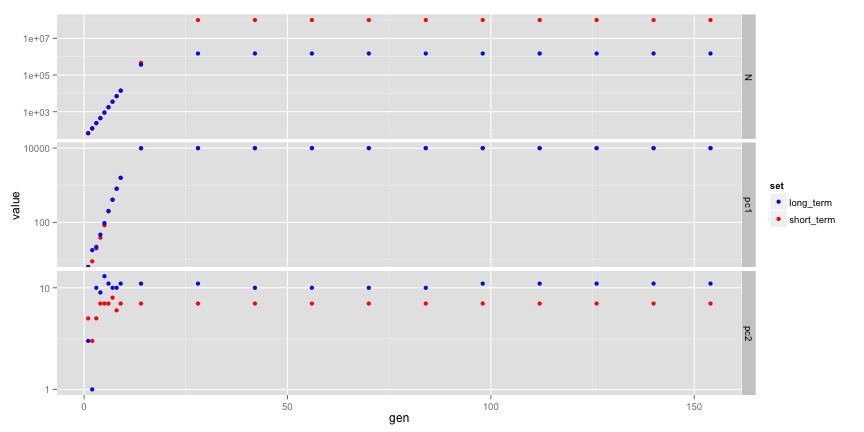 1e+07
1e+05
1e+03
N
10000
100
pc1
10
1
pc2
value
0
50
100
150
gen
set
long_term
short_term